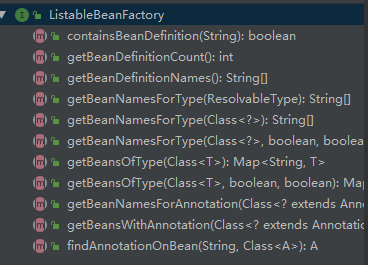 ListableBeanFactory
containsBeanDefinition(String): boolean
getBeanDefinitionCount(): int
getBeanDefinitionNames(): String[]
getBeanNamesForType(ResolvableType): String[]
getBeanNamesForType(Class<?>): String[]
getBeanNamesForType(Class<?>, boolean, boolea
getBeansOfType(Class<T>): Map<String, T>
getBeansOfType(Class<T>, boolean, boolean): Ma
getBeanNamesForAnnotation(Class<? extends Ann
getBeansWithAnnotation(Class<? extends Annotatic
findAnnotationOnBean(String, Class<A>): A